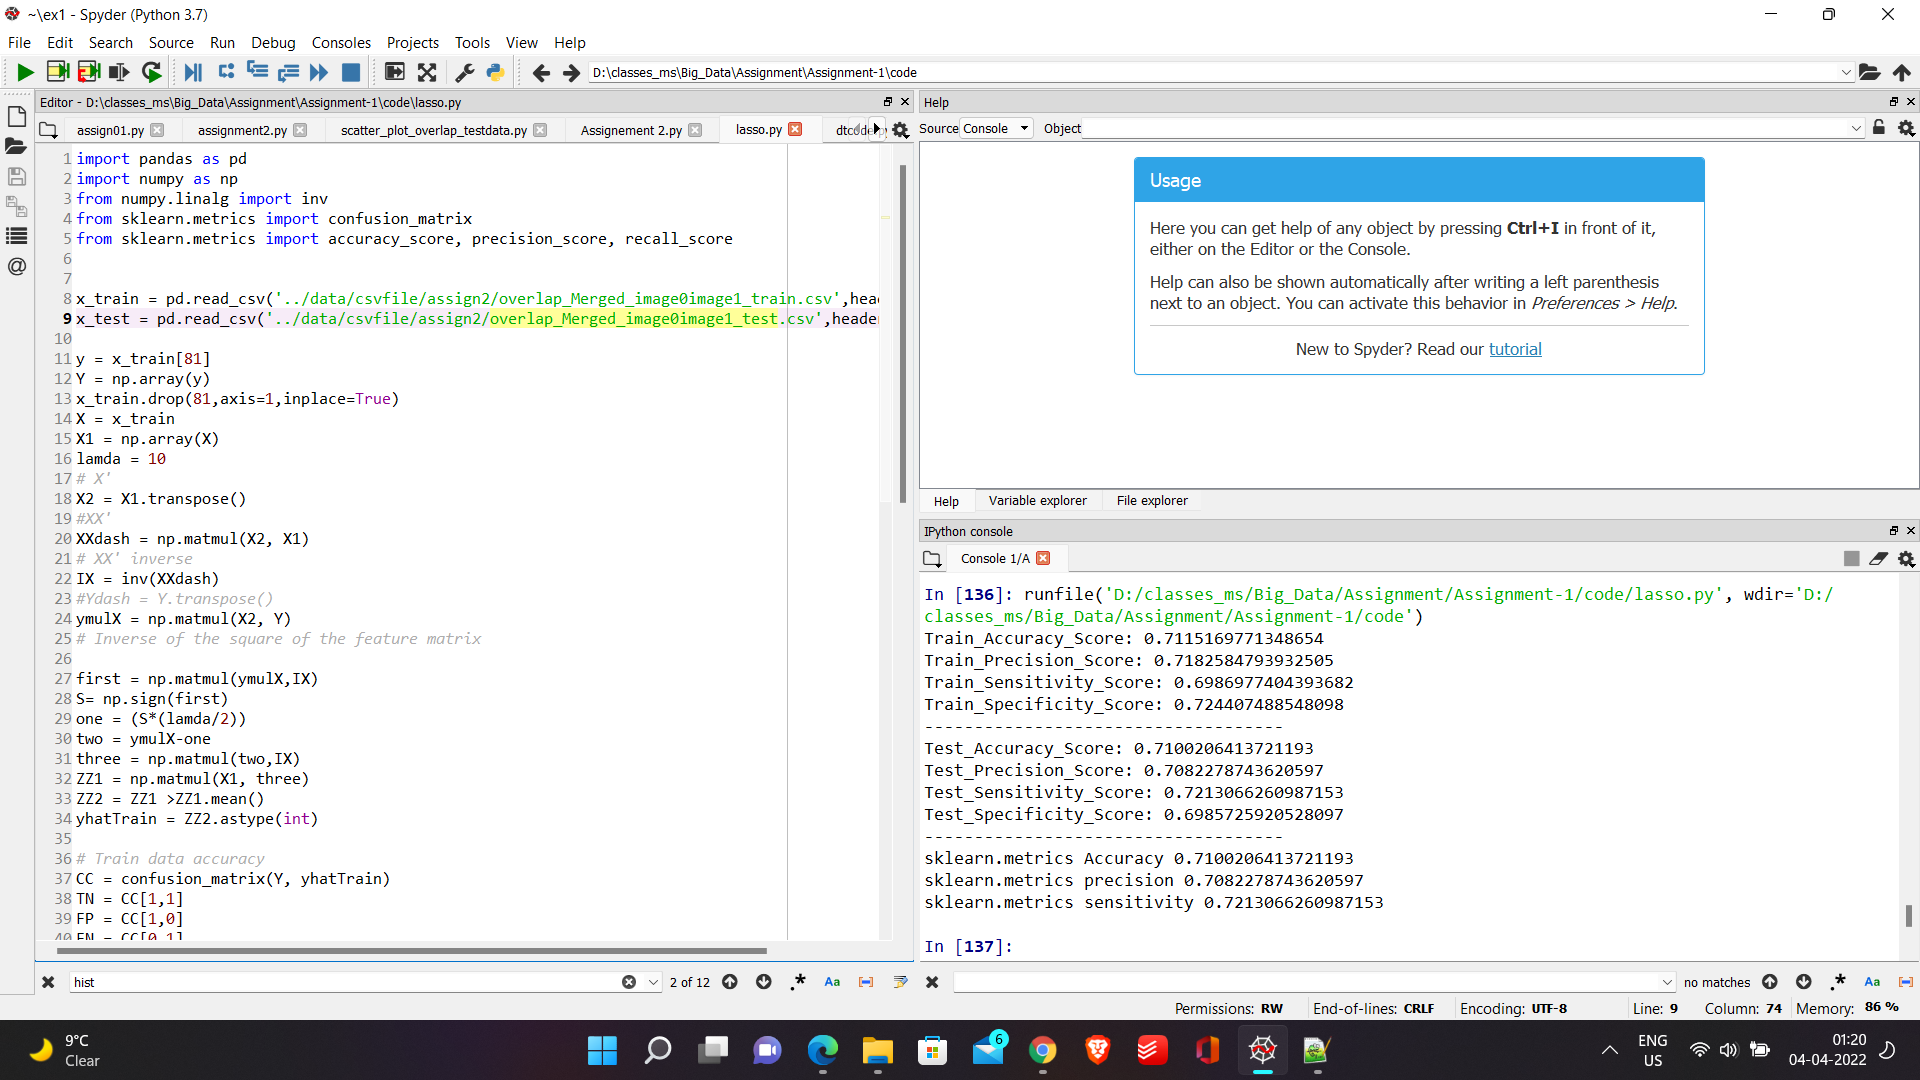 ~\ex1 - Spyder (Python 3.7)
File Edit Search Source Run Debug Consoles Projects Tools View Help
D:\classes_ms\Big_Data\Assignment\Assignment-1\code
Editor - D:\classes_ms\Big_Data\Assignment\Assignment-1\code\lasso.py
assign01.py assignment2.py scatter_plot_overlap_testdata.py Assignement 2.py lasso.py
1 import pandas as pd
2 import numpy as np
3 from numpy.linalg import inv
4 from sklearn.metrics import confusion_matrix
5 from sklearn.metrics import accuracy_score, precision_score, recall_score
6
7
8 x_train = pd.read_csv('../data/csvfile/assign2/overlap_Merged_image0image1_train.csv',hea
9 x_test = pd.read_csv('../data/csvfile/assign2/overlap_Merged_image0image1_test.csv',header
10
11 y = x_train[81]
12 Y = np.array(y)
13 x_train.drop(81,axis=1,inplace=True)
14 X = x_train
15 X1 = np.array(X)
16 lamda = 10
17 # X'
18 X2 = X1.transpose()
19 #XX'
20 XXdash = np.matmul(X2, X1)
21 # XX' inverse
22 IX = inv(XXdash)
23 #Ydash = Y.transpose()
24 ymulX = np.matmul(X2, Y)
25 # Inverse of the square of the feature matrix
26
27 first = np.matmul(ymulX,IX)
28 S= np.sign(first)
29 one = (S*(lamda/2))
30 two = ymulX-one
31 three = np.matmul(two,IX)
32 ZZ1 = np.matmul(X1, three)
33 ZZ2 = ZZ1 >ZZ1.mean()
34 yhatTrain = ZZ2.astype(int)
35
36 # Train data accuracy
37 CC = confusion_matrix(Y, yhatTrain)
38 TN = CC[1,1]
39 FP = CC[1,0]
40 FN = CC[0,1]
hist 2 of 12 Aa
Help
Source Console Object
Usage
Here you can get help of any object by pressing Ctrl+I in front of it,
either on the Editor or the Console.
Help can also be shown automatically after writing a left parenthesis
next to an object. You can activate this behavior in Preferences > Help.
New to Spyder? Read our tutorial
Help Variable explorer File explorer
IPython console
Console 1/A
In [136]: runfile('D:/classes_ms/Big_Data/Assignment/Assignment-1/code/lasso.py', wdir='D:/
classes_ms/Big_Data/Assignment/Assignment-1/code')
Train_Accuracy_Score: 0.7115169771348654
Train_Precision_Score: 0.7182584793932505
Train_Sensitivity_Score: 0.6986977404393682
Train_Specificity_Score: 0.724407488548098
------------------------------------
Test_Accuracy_Score: 0.7100206413721193
Test_Precision_Score: 0.7082278743620597
Test_Sensitivity_Score: 0.7213066260987153
Test_Specificity_Score: 0.6985725920528097
------------------------------------
sklearn.metrics Accuracy 0.7100206413721193
sklearn.metrics precision 0.7082278743620597
sklearn.metrics sensitivity 0.7213066260987153
In [137]:
no matches Aa
Permissions: RW End-of-lines: CRLF Encoding: UTF-8 Line: 9 Column: 74 Memory: 86 %
9°C
Clear
6
ENG
US
01:20
04-04-2022